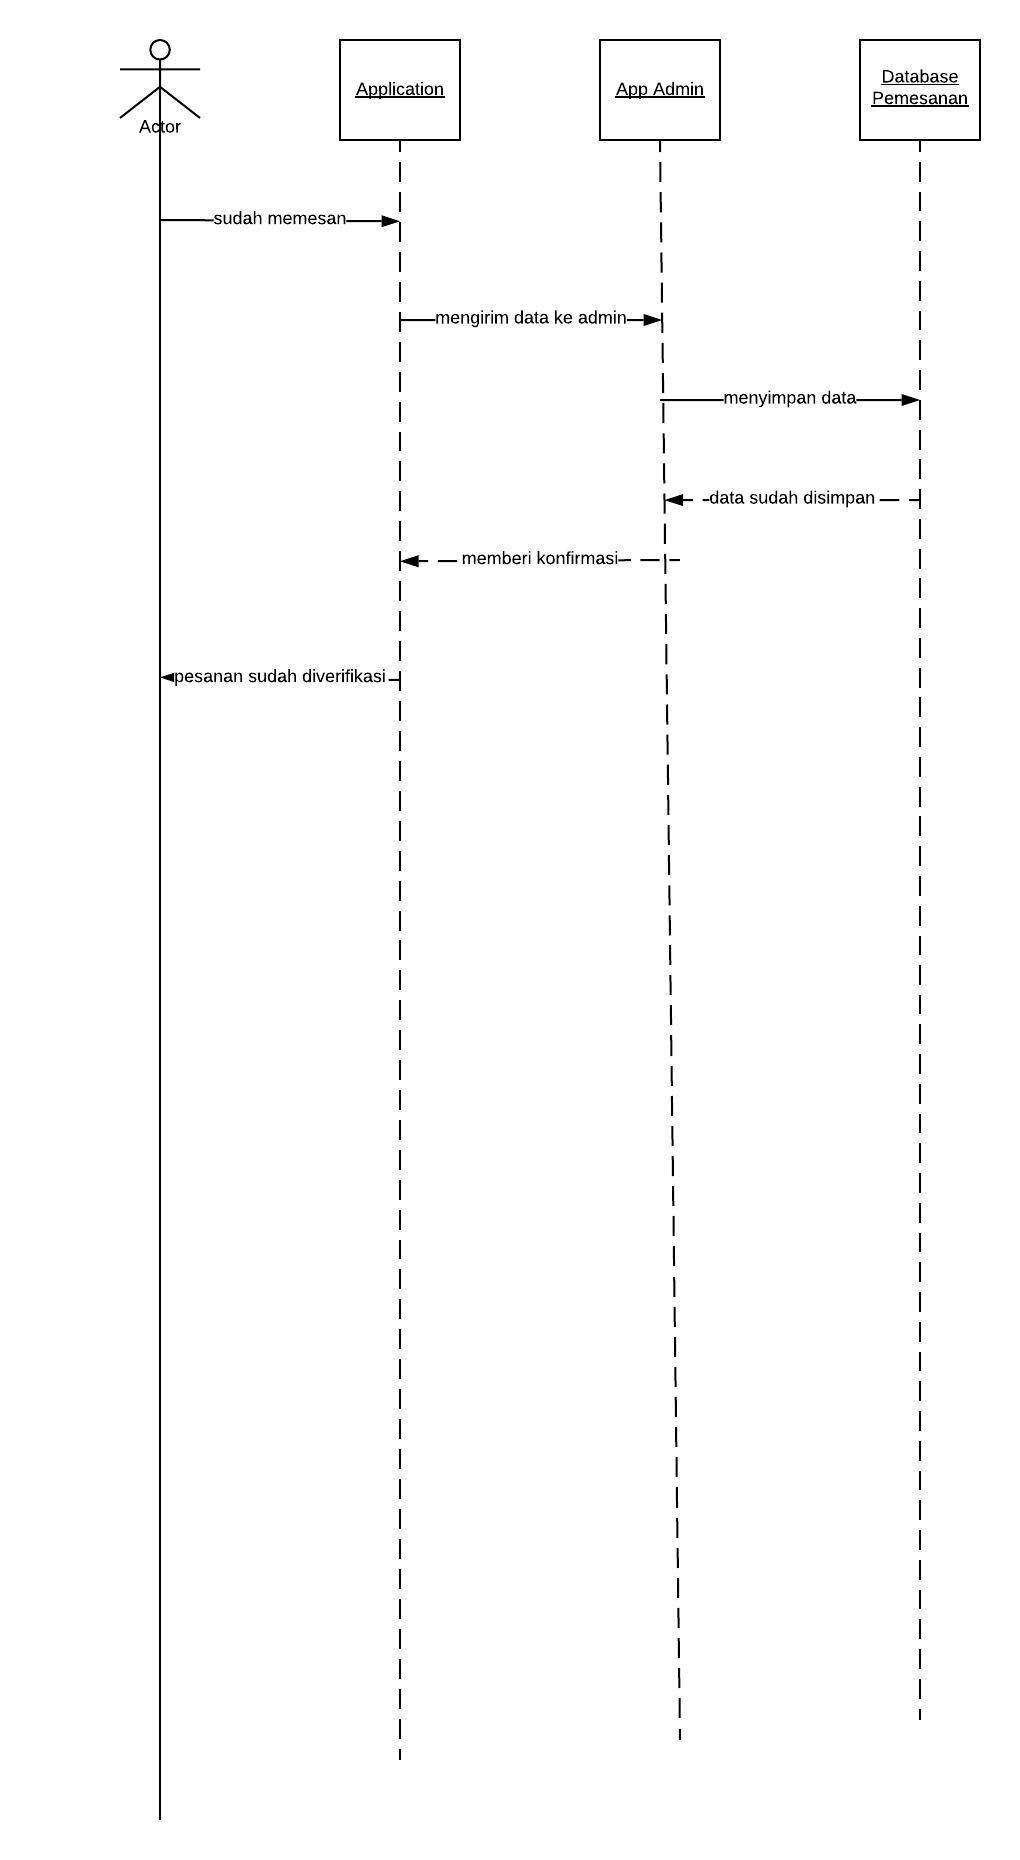 Actor
Application
App Admin
Database
Pemesanan
sudah memesan
mengirim data ke admin
menyimpan data
data sudah disimpan
memberi konfirmasi
pesanan sudah diverifikasi